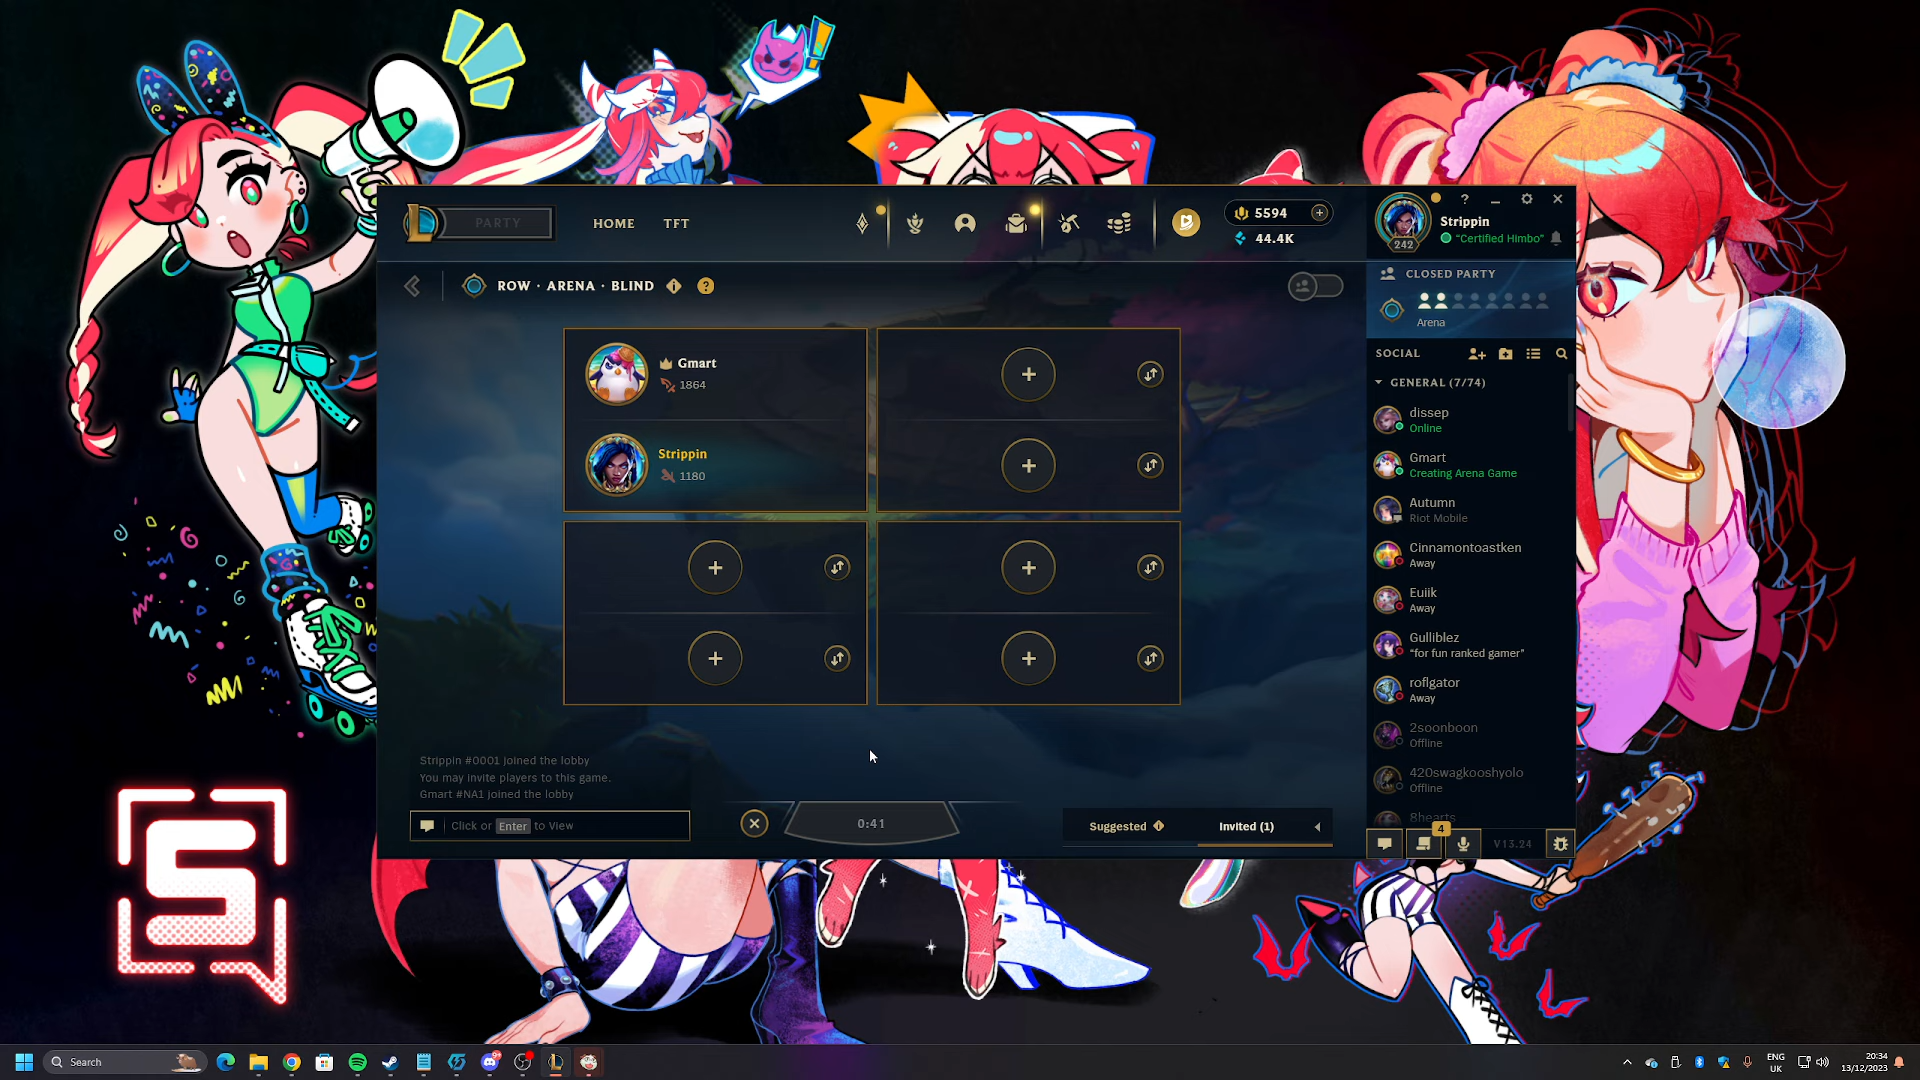 PARTY
HOME
TFT
5594
44.4K
242
Strippin
"Certified Himbo"
ROW · ARENA · BLIND
CLOSED PARTY
Arena
Gmart
1864
Strippin
1180
SOCIAL
GENERAL (7/74)
dissep
Online
Gmart
Creating Arena Game
Autumn
Riot Mobile
Cinnamontoastken
Away
Euiik
Away
Gulliblez
"for fun ranked gamer"
roflgator
Away
2soonboon
Offline
420swagkooshyolo
Offline
8hearts
Strippin #0001 joined the lobby
You may invite players to this game.
Gmart #NA1 joined the lobby
Click or Enter to View
0:41
Suggested
Invited (1)
4
V13.24
S
Search
ENG
UK
20:34
13/12/2023